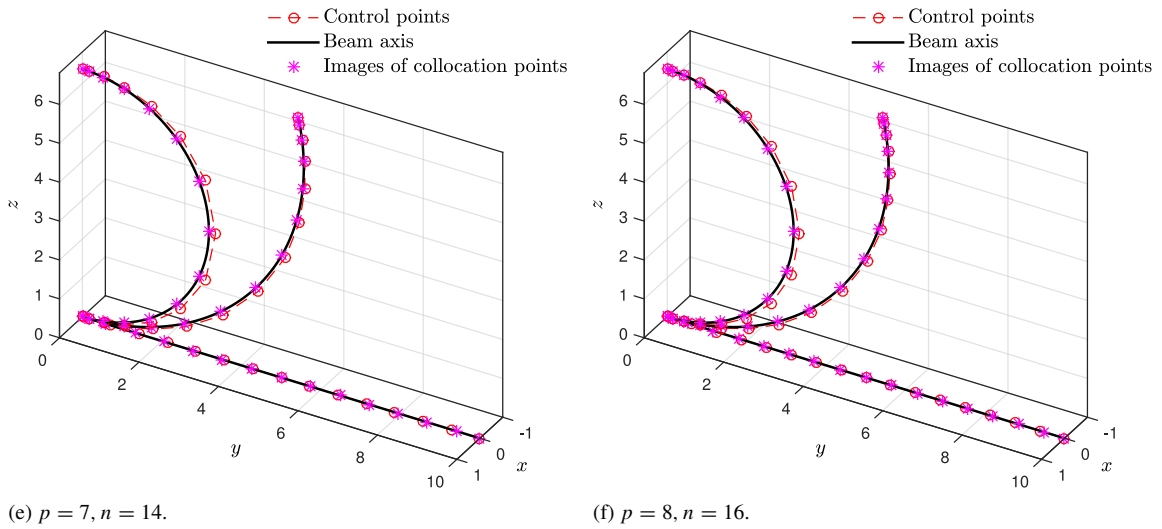 Control points
Beam axis
Images of collocation points
6
5
4
3
2
1
0
z
0
2
4
6
8
10
y
-1
0
1
x
(e) p = 7, n = 14.
Control points
Beam axis
Images of collocation points
6
5
4
3
2
1
0
z
0
2
4
6
8
10
y
-1
0
1
x
(f) p = 8, n = 16.